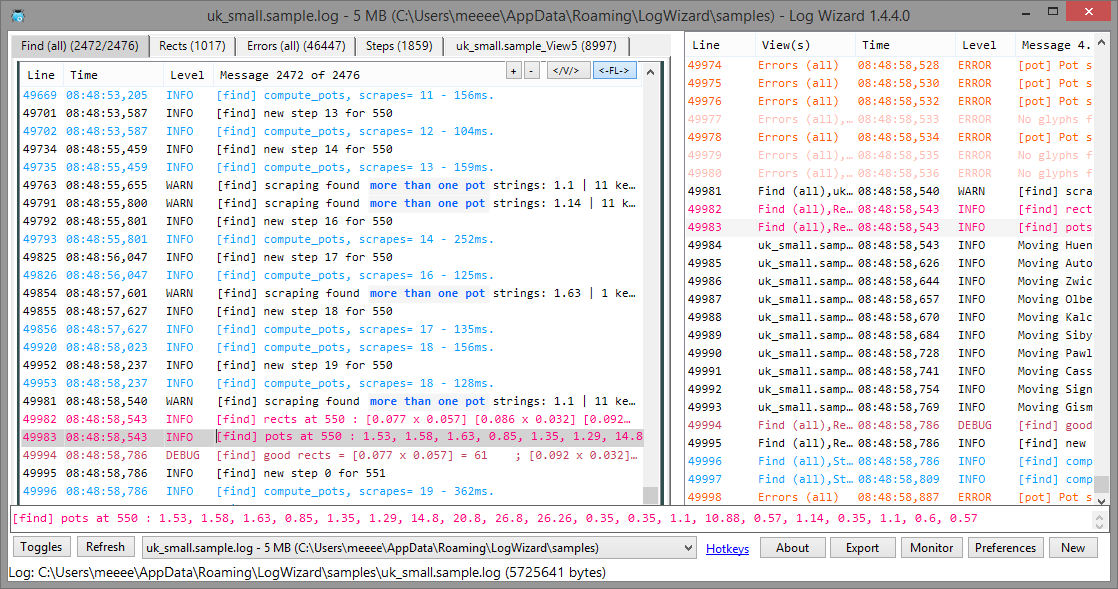 uk_small.sample.log - 5 MB (C:\Users\meeee\AppData\Roaming\LogWizard\samples) - Log Wizard 1.4.4.0
Find (all) (2472/2476) Rects (1017) Errors (all) (46447) Steps (1859) uk_small.sample_View5 (8997)
Line Time Level Message 2472 of 2476 + - </V/> <-FL->
49669 08:48:53,205 INFO [find] compute_pots, scrapes= 11 - 156ms.
49701 08:48:53,587 INFO [find] new step 13 for 550
49702 08:48:53,587 INFO [find] compute_pots, scrapes= 12 - 104ms.
49734 08:48:55,459 INFO [find] new step 14 for 550
49735 08:48:55,459 INFO [find] compute_pots, scrapes= 13 - 159ms.
49763 08:48:55,655 WARN [find] scraping found more than one pot strings: 1.1 | 11 ke…
49791 08:48:55,800 WARN [find] scraping found more than one pot strings: 1.14 | 11 k…
49792 08:48:55,801 INFO [find] new step 16 for 550
49793 08:48:55,801 INFO [find] compute_pots, scrapes= 14 - 252ms.
49825 08:48:56,047 INFO [find] new step 17 for 550
49826 08:48:56,047 INFO [find] compute_pots, scrapes= 16 - 125ms.
49854 08:48:57,601 WARN [find] scraping found more than one pot strings: 1.63 | 1 ke…
49855 08:48:57,627 INFO [find] new step 18 for 550
49856 08:48:57,627 INFO [find] compute_pots, scrapes= 17 - 135ms.
49920 08:48:58,023 INFO [find] compute_pots, scrapes= 18 - 156ms.
49952 08:48:58,237 INFO [find] new step 19 for 550
49953 08:48:58,237 INFO [find] compute_pots, scrapes= 18 - 128ms.
49981 08:48:58,540 WARN [find] scraping found more than one pot strings: 1.1 | 11 ke…
49982 08:48:58,543 INFO [find] rects at 550 : [0.077 x 0.057] [0.086 x 0.032] [0.092…
49983 08:48:58,543 INFO [find] pots at 550 : 1.53, 1.58, 1.63, 0.85, 1.35, 1.29, 14.8
49994 08:48:58,786 DEBUG [find] good rects = [0.077 x 0.057] = 61 ; [0.092 x 0.032]…
49995 08:48:58,786 INFO [find] new step 0 for 551
49996 08:48:58,786 INFO [find] compute_pots, scrapes= 19 - 362ms.
Line View(s) Time Level Message 4.
49974 Errors (all) 08:48:58,528 ERROR [pot] Pot s
49975 Errors (all) 08:48:58,530 ERROR [pot] Pot s
49976 Errors (all) 08:48:58,532 ERROR [pot] Pot s
49977 Errors (all),… 08:48:58,533 ERROR No glyphs f
49978 Errors (all) 08:48:58,534 ERROR [pot] Pot s
49979 Errors (all),… 08:48:58,535 ERROR No glyphs f
49980 Errors (all),… 08:48:58,536 ERROR No glyphs f
49981 Find (all),uk… 08:48:58,540 WARN [find] scra
49982 Find (all),Re… 08:48:58,543 INFO [find] rect
49983 Find (all),Re… 08:48:58,543 INFO [find] pots
49984 uk_small.samp… 08:48:58,543 INFO Moving Huen
49985 uk_small.samp… 08:48:58,626 INFO Moving Auto
49986 uk_small.samp… 08:48:58,644 INFO Moving Zwic
49987 uk_small.samp… 08:48:58,657 INFO Moving Olbe
49988 uk_small.samp… 08:48:58,670 INFO Moving Kalc
49989 uk_small.samp… 08:48:58,684 INFO Moving Siby
49990 uk_small.samp… 08:48:58,728 INFO Moving Pawl
49991 uk_small.samp… 08:48:58,741 INFO Moving Cass
49992 uk_small.samp… 08:48:58,754 INFO Moving Sign
49993 uk_small.samp… 08:48:58,769 INFO Moving Gism
49994 Find (all),Re… 08:48:58,786 DEBUG [find] good
49995 Find (all),Re… 08:48:58,786 INFO [find] new
49996 Find (all),St… 08:48:58,786 INFO [find] comp
49997 Find (all),St… 08:48:58,809 INFO [find] comp
49998 Errors (all) 08:48:58,887 ERROR [pot] Pot s
[find] pots at 550 : 1.53, 1.58, 1.63, 0.85, 1.35, 1.29, 14.8, 20.8, 26.8, 26.26, 0.35, 0.35, 1.1, 10.88, 0.57, 1.14, 0.35, 1.1, 0.6, 0.57
Toggles Refresh uk_small.sample.log - 5 MB (C:\Users\meeee\AppData\Roaming\LogWizard\samples) Hotkeys About Export Monitor Preferences New
Log: C:\Users\meeee\AppData\Roaming\LogWizard\samples\uk_small.sample.log (5725641 bytes)